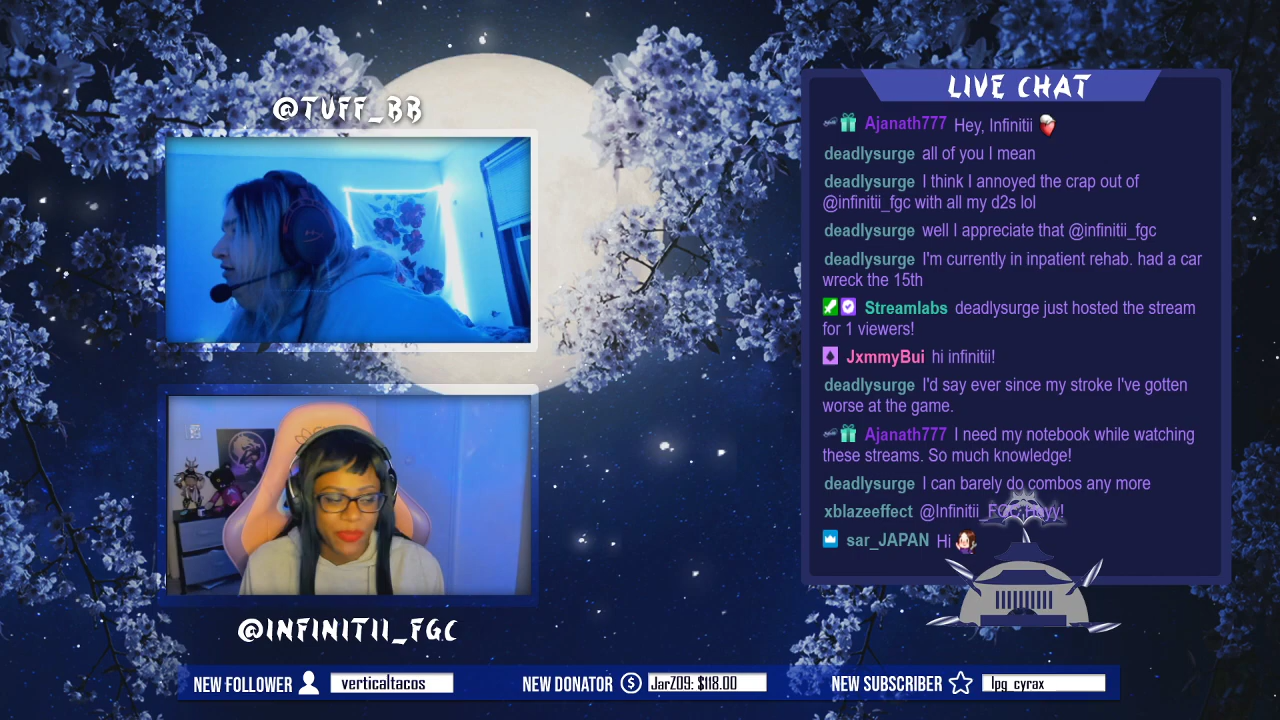 @TUFF_BB
@INFINITII_FGC
LIVE CHAT
Ajanath777 Hey, Infinitii
deadlysurge all of you I mean
deadlysurge I think I annoyed the crap out of
@infinitii_fgc with all my d2s lol
deadlysurge well I appreciate that @infinitii_fgc
deadlysurge I'm currently in inpatient rehab. had a car
wreck the 15th
Streamlabs deadlysurge just hosted the stream
for 1 viewers!
JxmmyBui hi infinitii!
deadlysurge I'd say ever since my stroke I've gotten
worse at the game.
Ajanath777 I need my notebook while watching
these streams. So much knowledge!
deadlysurge I can barely do combos any more
xblazeeffect @Infinitii_FGC
sar_JAPAN Hi
NEW FOLLOWER verticaltacos
NEW DONATOR $ JarZ09: $118.00
NEW SUBSCRIBER lpg_cyrax